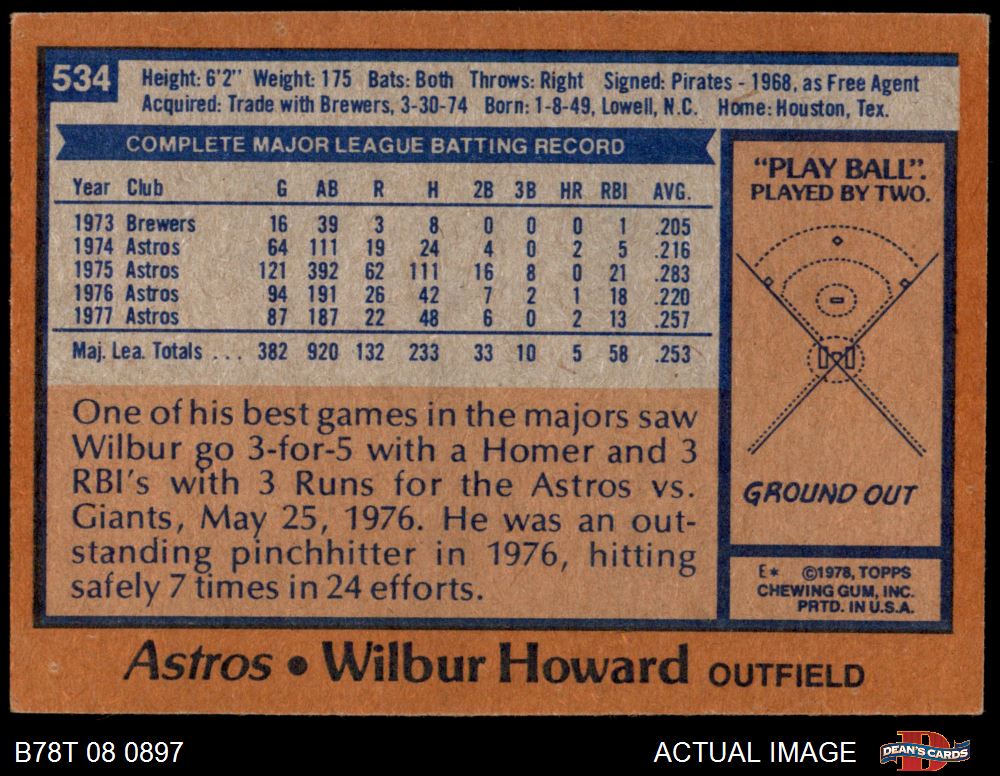 534
Height: 6'2" Weight: 175 Bats: Both Throws: Right Signed: Pirates - 1968, as Free Agent
Acquired: Trade with Brewers, 3-30-74 Born: 1-8-49, Lowell, N.C. Home: Houston, Tex.
COMPLETE MAJOR LEAGUE BATTING RECORD
Year Club G AB R H 2B 3B HR RBI AVG.
1973 Brewers 16 39 3 8 0 0 0 1 .205
1974 Astros 64 111 19 24 4 0 2 5 .216
1975 Astros 121 392 62 111 16 8 0 21 .283
1976 Astros 94 191 26 42 7 2 1 18 .220
1977 Astros 87 187 22 48 6 0 2 13 .257
Maj. Lea. Totals ... 382 920 132 233 33 10 5 58 .253
One of his best games in the majors saw
Wilbur go 3-for-5 with a Homer and 3
RBI's with 3 Runs for the Astros vs.
Giants, May 25, 1976. He was an out-
standing pinchhitter in 1976, hitting
safely 7 times in 24 efforts.
"PLAY BALL":
PLAYED BY TWO.
GROUND OUT
E* ©1978, TOPPS
CHEWING GUM, INC.
PRTD. IN U.S.A.
Astros • Wilbur Howard OUTFIELD
B78T 08 0897
ACTUAL IMAGE
D
DEAN'S CARDS